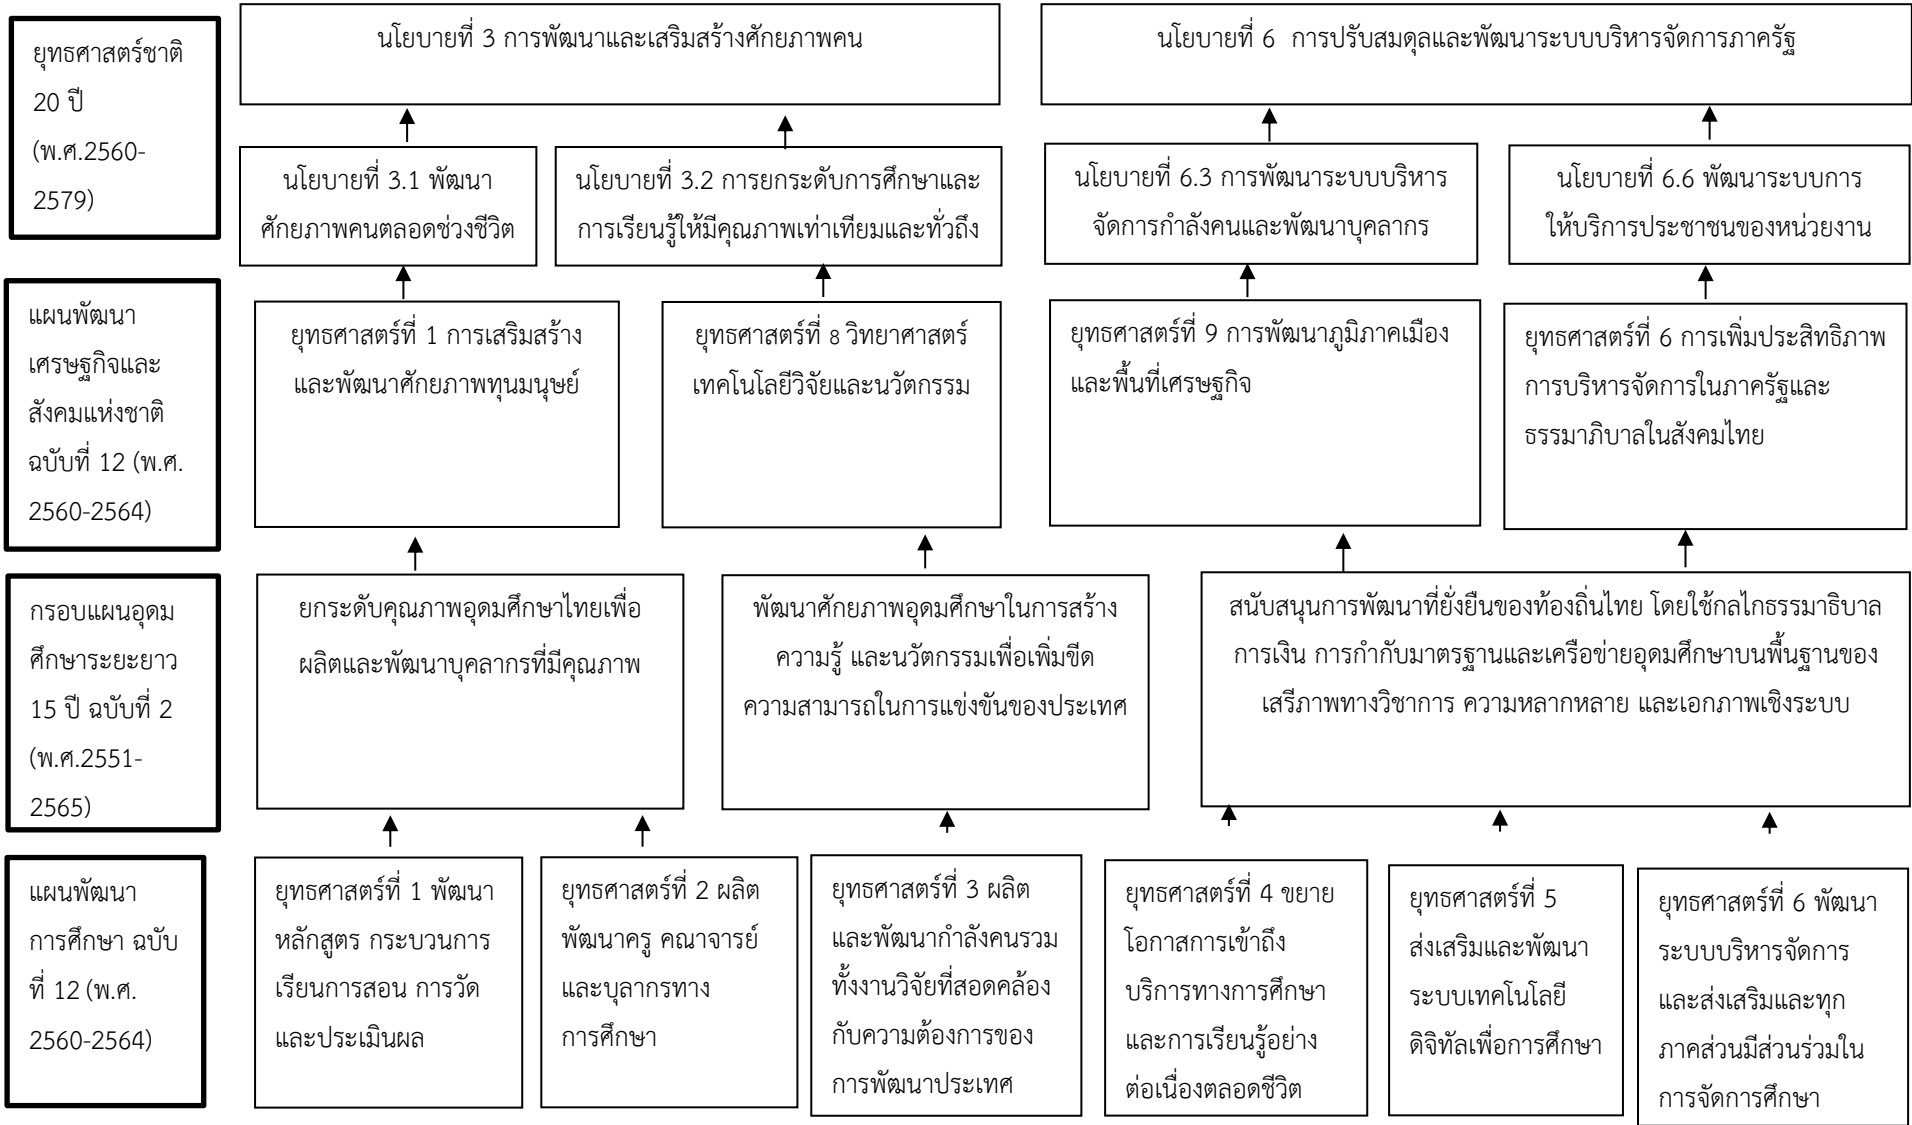 ยุทธศาสตร์ชาติ
20 ปี
(พ.ศ.2560-
2579)
นโยบายที่ 3 การพัฒนาและเสริมสร้างศักยภาพคน
นโยบายที่ 6  การปรับสมดุลและพัฒนาระบบบริหารจัดการภาครัฐ
นโยบายที่ 3.1 พัฒนา
ศักยภาพคนตลอดช่วงชีวิต
นโยบายที่ 3.2 การยกระดับการศึกษาและ
การเรียนรู้ให้มีคุณภาพเท่าเทียมและทั่วถึง
นโยบายที่ 6.3 การพัฒนาระบบบริหาร
จัดการกำลังคนและพัฒนาบุคลากร
นโยบายที่ 6.6 พัฒนาระบบการ
ให้บริการประชาชนของหน่วยงาน
แผนพัฒนา
เศรษฐกิจและ
สังคมแห่งชาติ
ฉบับที่ 12 (พ.ศ.
2560-2564)
ยุทธศาสตร์ที่ 1 การเสริมสร้าง
และพัฒนาศักยภาพทุนมนุษย์
ยุทธศาสตร์ที่ 8 วิทยาศาสตร์
เทคโนโลยีวิจัยและนวัตกรรม
ยุทธศาสตร์ที่ 9 การพัฒนาภูมิภาคเมือง
และพื้นที่เศรษฐกิจ
ยุทธศาสตร์ที่ 6 การเพิ่มประสิทธิภาพ
การบริหารจัดการในภาครัฐและ
ธรรมาภิบาลในสังคมไทย
กรอบแผนอุดม
ศึกษาระยะยาว
15 ปี ฉบับที่ 2
(พ.ศ.2551-
2565)
ยกระดับคุณภาพอุดมศึกษาไทยเพื่อ
ผลิตและพัฒนาบุคลากรที่มีคุณภาพ
พัฒนาศักยภาพอุดมศึกษาในการสร้าง
ความรู้ และนวัตกรรมเพื่อเพิ่มขีด
ความสามารถในการแข่งขันของประเทศ
สนับสนุนการพัฒนาที่ยั่งยืนของท้องถิ่นไทย โดยใช้กลไกธรรมาธิบาล
การเงิน การกำกับมาตรฐานและเครือข่ายอุดมศึกษาบนพื้นฐานของ
เสรีภาพทางวิชาการ ความหลากหลาย และเอกภาพเชิงระบบ
แผนพัฒนา
การศึกษา ฉบับ
ที่ 12 (พ.ศ.
2560-2564)
ยุทธศาสตร์ที่ 1 พัฒนา
หลักสูตร กระบวนการ
เรียนการสอน การวัด
และประเมินผล
ยุทธศาสตร์ที่ 2 ผลิต
พัฒนาครู คณาจารย์
และบุลากรทาง
การศึกษา
ยุทธศาสตร์ที่ 3 ผลิต
และพัฒนากำลังคนรวม
ทั้งงานวิจัยที่สอดคล้อง
กับความต้องการของ
การพัฒนาประเทศ
ยุทธศาสตร์ที่ 4 ขยาย
โอกาสการเข้าถึง
บริการทางการศึกษา
และการเรียนรู้อย่าง
ต่อเนื่องตลอดชีวิต
ยุทธศาสตร์ที่ 5
ส่งเสริมและพัฒนา
ระบบเทคโนโลยี
ดิจิทัลเพื่อการศึกษา
ยุทธศาสตร์ที่ 6 พัฒนา
ระบบบริหารจัดการ
และส่งเสริมและทุก
ภาคส่วนมีส่วนร่วมใน
การจัดการศึกษา